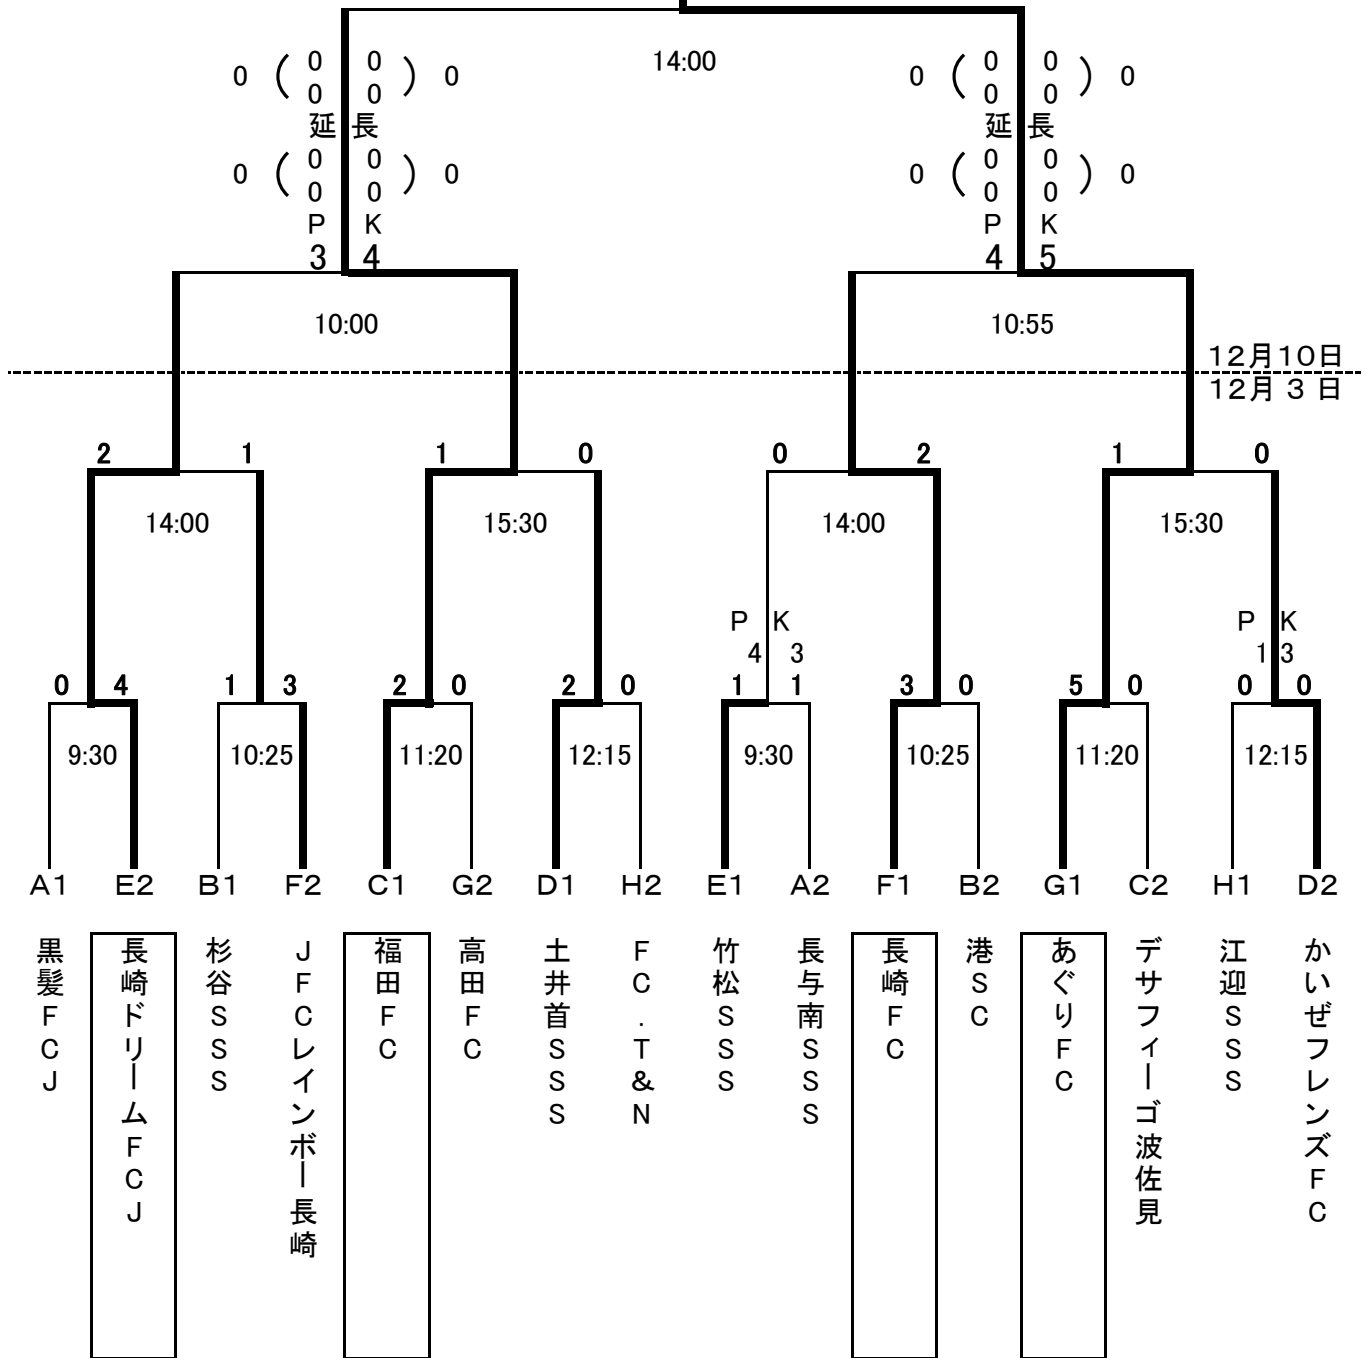 14:00
0 ( 0 0 ) 0 0 ( 0 0 ) 0
0 0 0 0
延 長 延 長
0 ( 0 0 ) 0 0 ( 0 0 ) 0
0 0 0 0
P K P K
3 4 4 5
10:00 10:55
12月10日
12月 3 日
2 1 1 0 0 2 1 0
14:00 15:30 14:00 15:30
P K P K
4 3 1 3
0 4 1 3 2 0 2 0 1 1 3 0 5 0 0 0
9:30 10:25 11:20 12:15 9:30 10:25 11:20 12:15
A1 E2 B1 F2 C1 G2 D1 H2 E1 A2 F1 B2 G1 C2 H1 D2
黒髪FCJ
長崎ドリームFCJ
杉谷SSS
JFCレインボー長崎
福田FC
高田FC
土井首SSS
FC.T&N
竹松SSS
長与南SSS
長崎FC
港SC
あぐりFC
デサフィーゴ波佐見
江迎SSS
かいぜフレンズFC